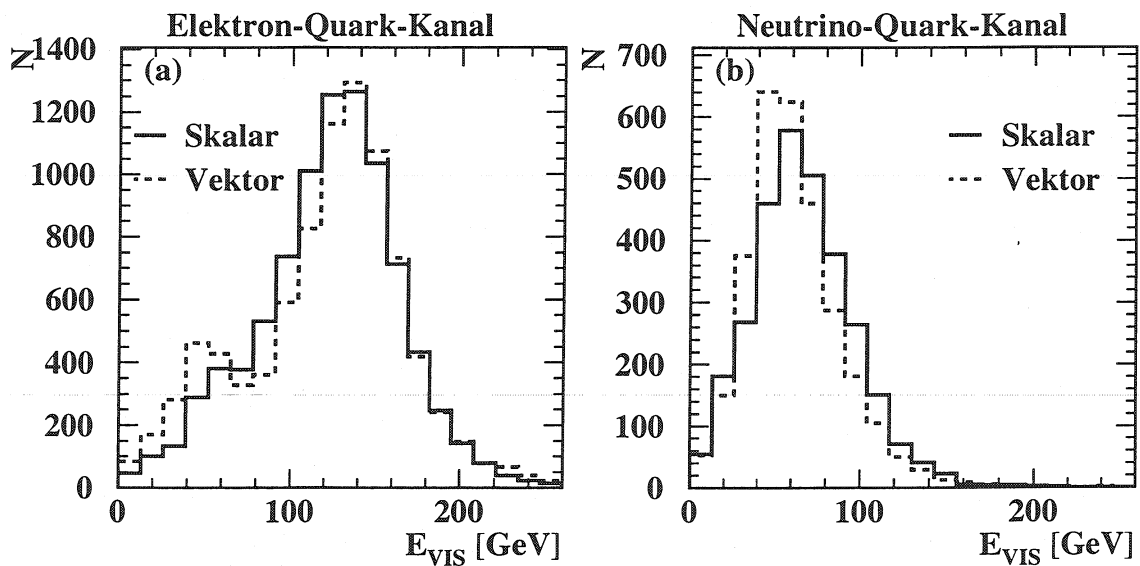 Elektron-Quark-Kanal
N
1400
1200
1000
800
600
400
200
0
(a)
Skalar
Vektor
0 100 200
E_VIS [GeV]
Neutrino-Quark-Kanal
N
700
600
500
400
300
200
100
0
(b)
Skalar
Vektor
0 100 200
E_VIS [GeV]